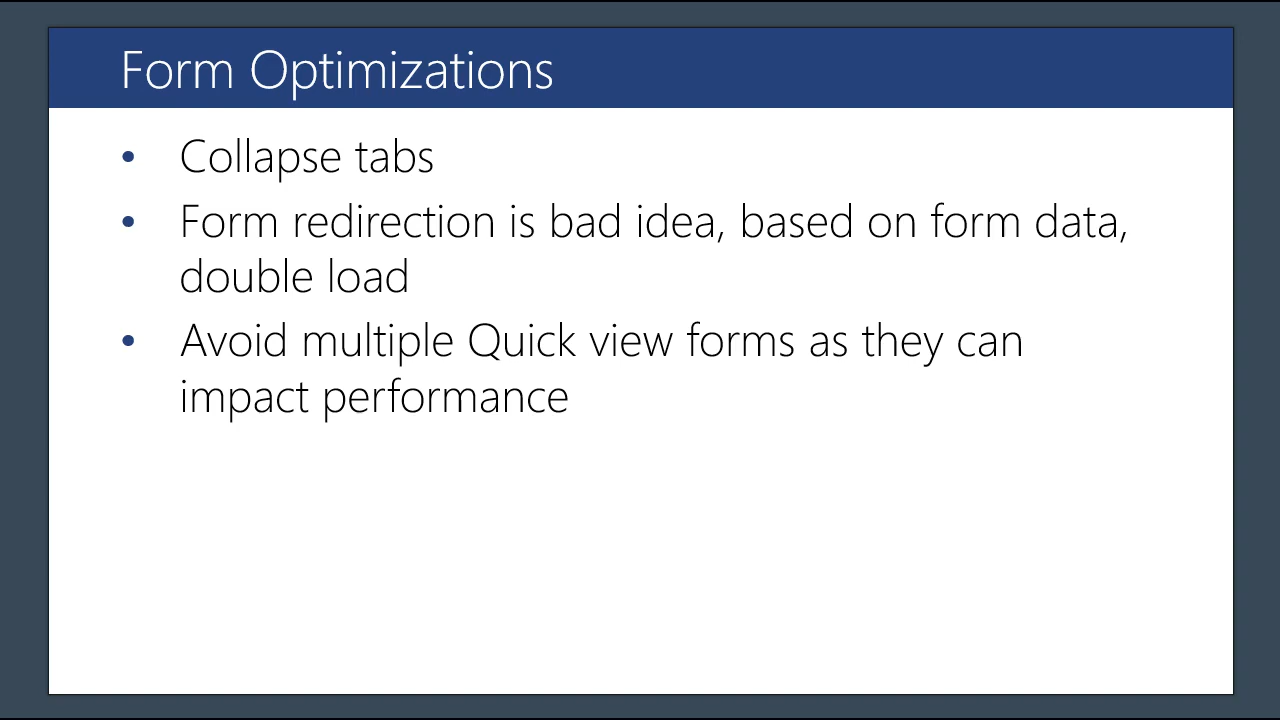 Form Optimizations
• Collapse tabs
• Form redirection is bad idea, based on form data,
double load
• Avoid multiple Quick view forms as they can
impact performance